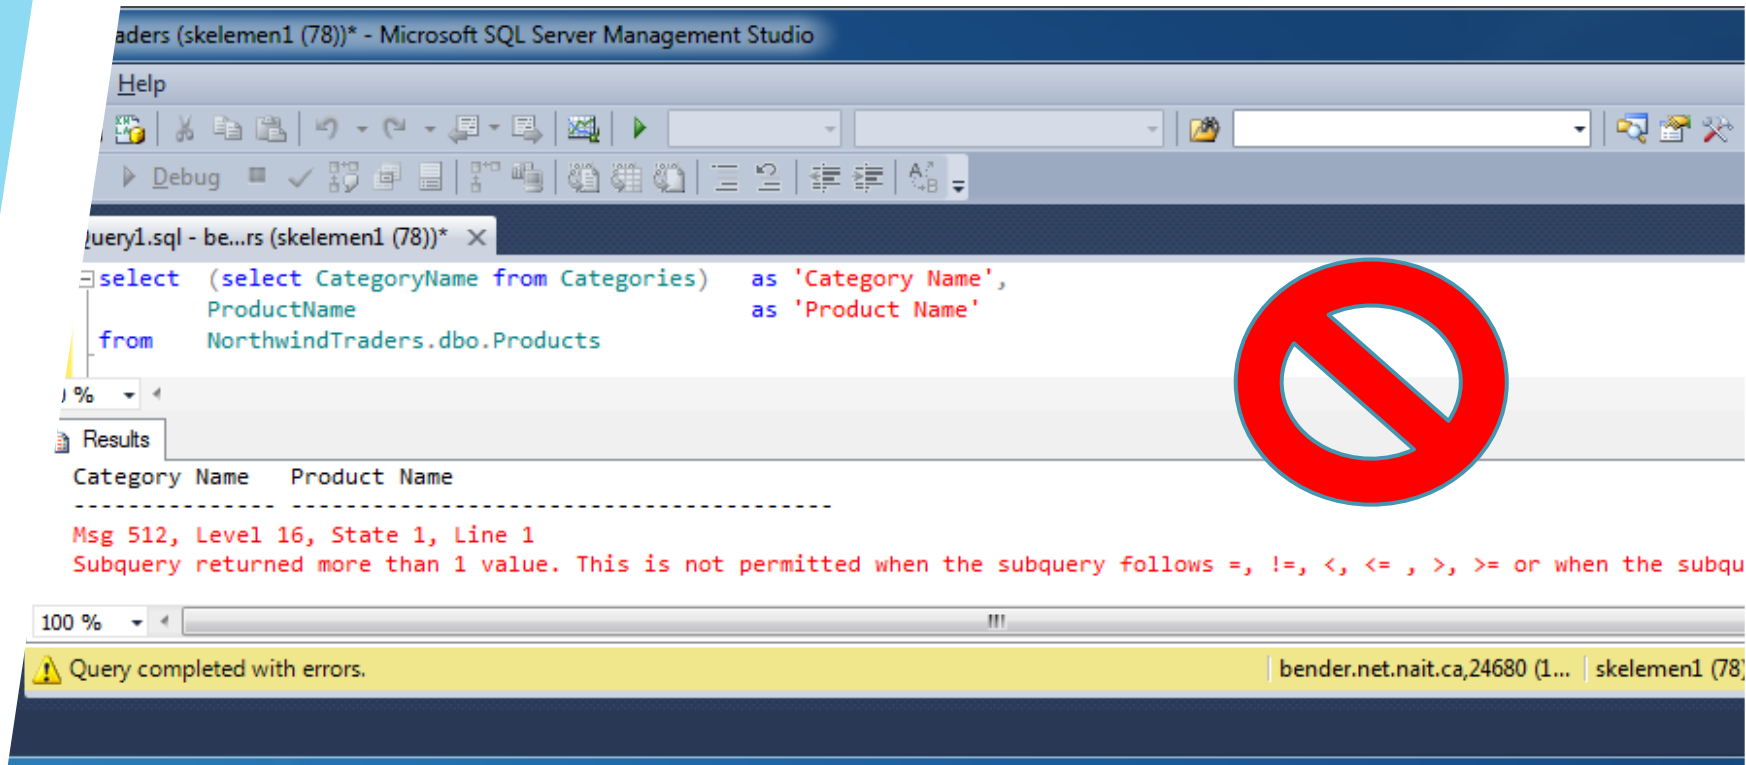 aders (skelemen1 (78))* - Microsoft SQL Server Management Studio
Help
Debug
Query1.sql - be...rs (skelemen1 (78))*
select (select CategoryName from Categories) as 'Category Name',
ProductName as 'Product Name'
from NorthwindTraders.dbo.Products
%
Results
Category Name Product Name
--------------- ----------------------------------------
Msg 512, Level 16, State 1, Line 1
Subquery returned more than 1 value. This is not permitted when the subquery follows =, !=, <, <= , >, >= or when the subqu
100 %
Query completed with errors.
bender.net.nait.ca,24680 (1... skelemen1 (78)